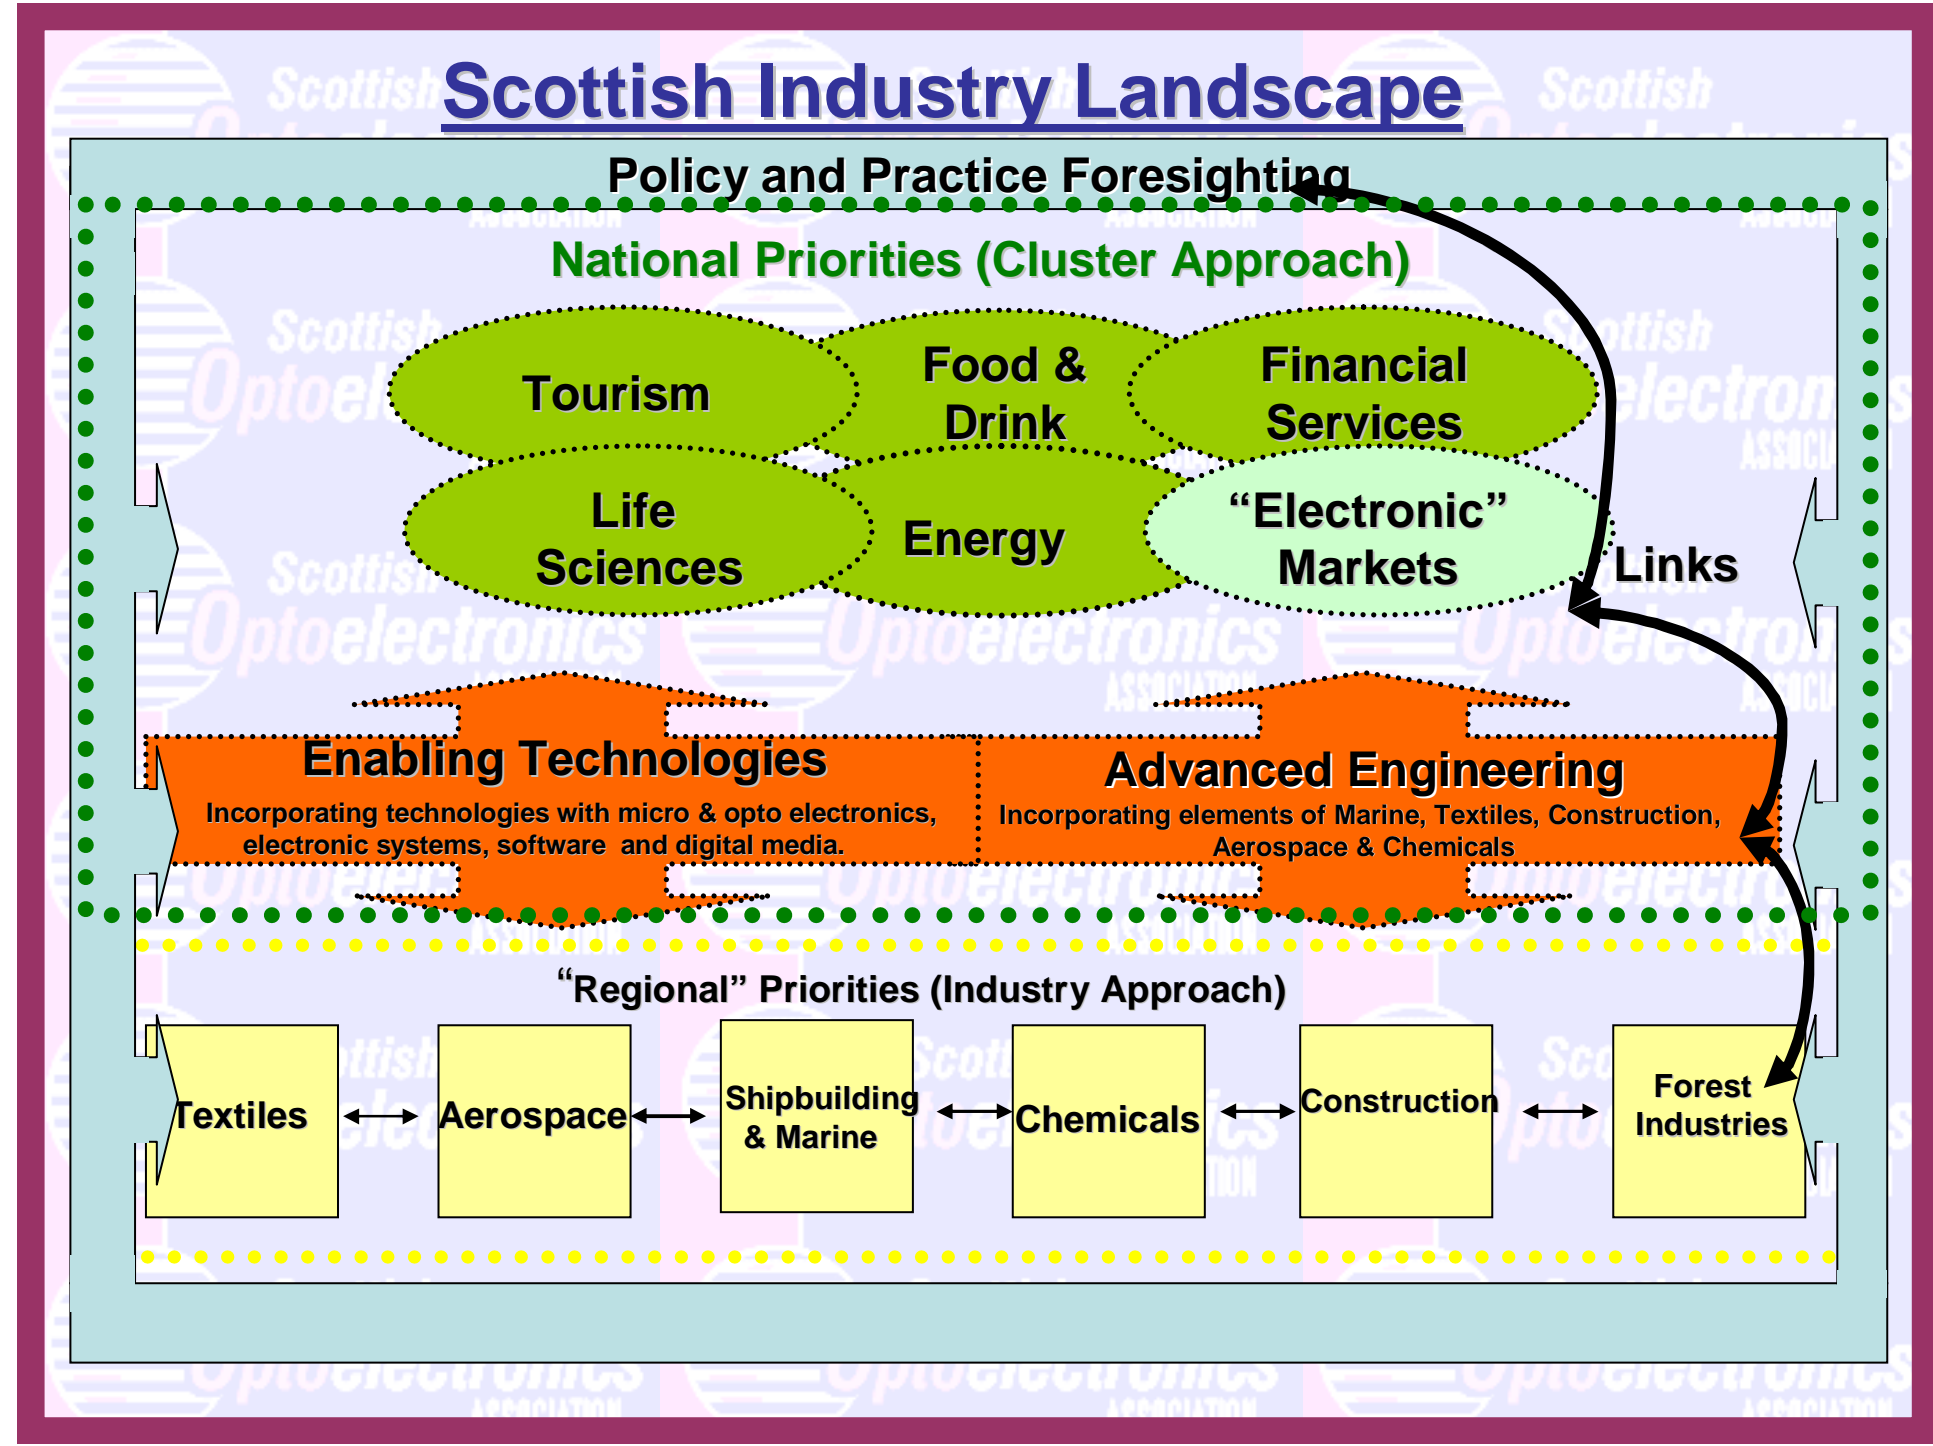 Scottish Industry Landscape
Policy and Practice Foresighting
National Priorities (Cluster Approach)
Tourism
Food &
Drink
Financial
Services
Life
Sciences
Energy
“Electronic”
Markets
Links
Enabling Technologies
Incorporating technologies with micro & opto electronics,
electronic systems, software  and digital media.
Advanced Engineering
Incorporating elements of Marine, Textiles, Construction,
Aerospace & Chemicals
“Regional” Priorities (Industry Approach)
Textiles
Aerospace
Shipbuilding
& Marine
Chemicals
Construction
Forest
Industries
Scottish
Optoelectronics
ASSOCIATION